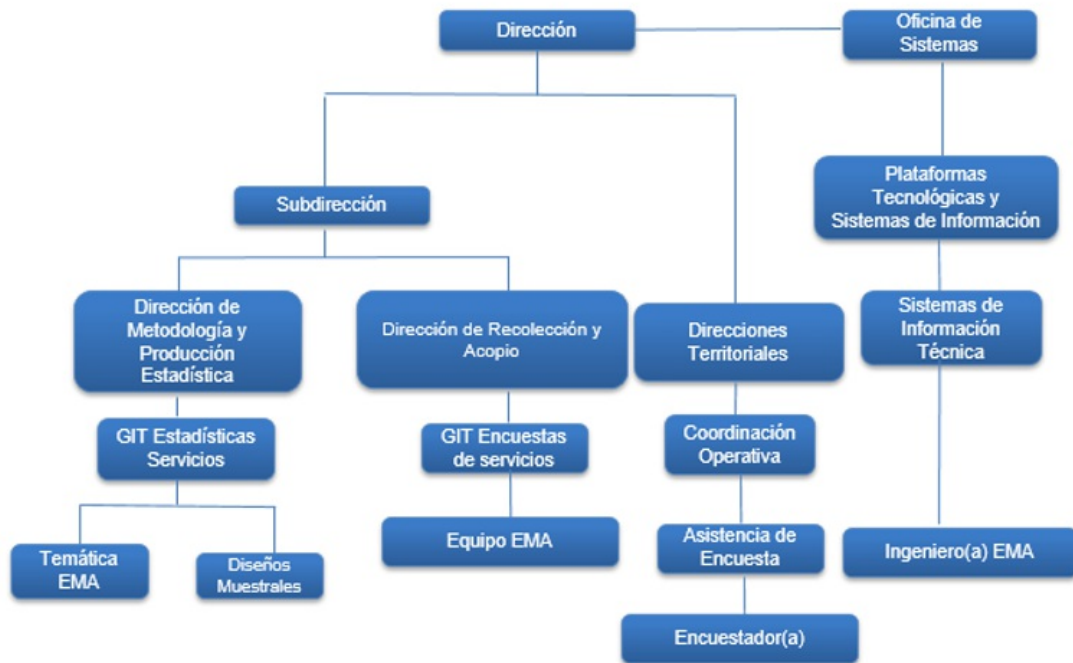 Dirección
Oficina de
Sistemas
Plataformas
Tecnológicas y
Sistemas de Información
Subdirección
Dirección de
Metodología y
Producción
Estadística
Dirección de Recolección y
Acopio
Direcciones
Territoriales
Sistemas de
Información
Técnica
GIT Estadísticas
Servicios
GIT Encuestas
de servicios
Coordinación
Operativa
Temática
EMA
Diseños
Muestrales
Equipo EMA
Asistencia de
Encuesta
Ingeniero(a) EMA
Encuestador(a)